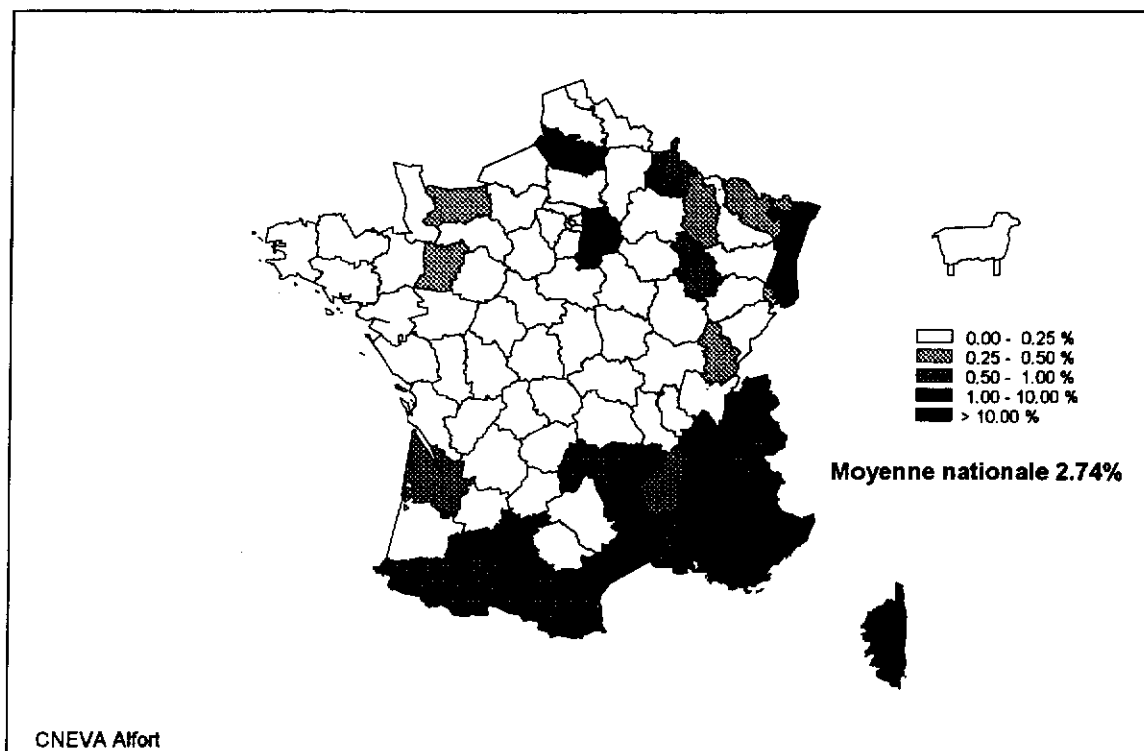 0.00 - 0.25 %
0.25 - 0.50 %
0.50 - 1.00 %
1.00 - 10.00 %
> 10.00 %
Moyenne nationale 2.74%
CNEVA Alfort